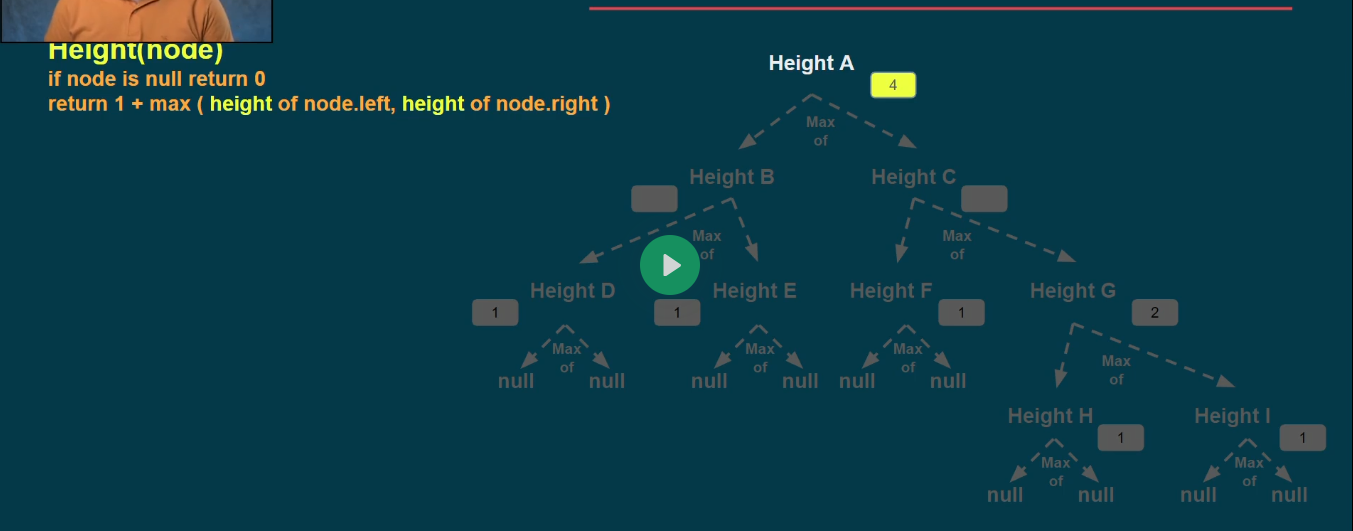 Height(node)
if node is null return 0
return 1 + max ( height of node.left, height of node.right )
Height A
4
Max
of
Height B
Height C
Max
of
Max
of
Height D
Height E
Height F
Height G
1
1
1
2
Max
of
Max
of
Max
of
Max
of
null
null
null
null
null
null
Height H
Height I
1
1
Max
of
Max
of
null
null
null
null